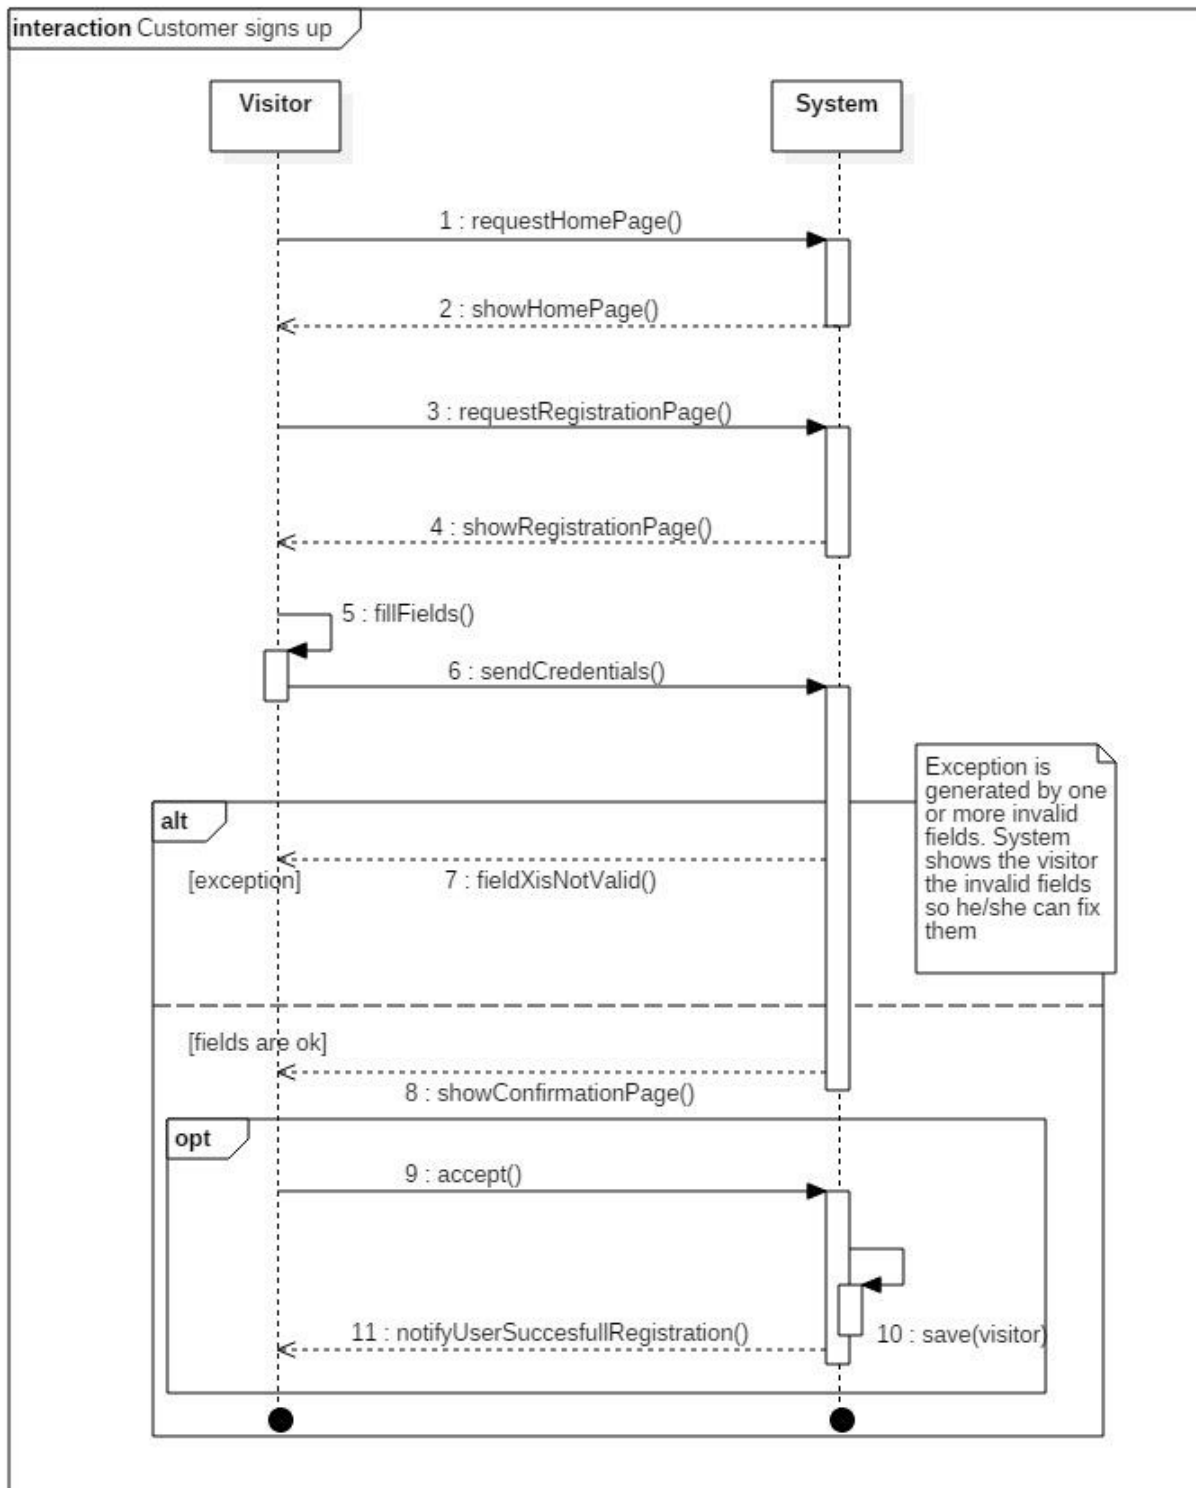 interaction Customer signs up
Visitor
System
1 : requestHomePage()
2 : showHomePage()
3 : requestRegistrationPage()
4 : showRegistrationPage()
5 : fillFields()
6 : sendCredentials()
Exception is
generated by one
or more invalid
fields. System
shows the visitor
the invalid fields
so he/she can fix
them
alt
[exception]
7 : fieldXisNotValid()
[fields are ok]
8 : showConfirmationPage()
opt
9 : accept()
11 : notifyUserSuccesfullRegistration()
10 : save(visitor)